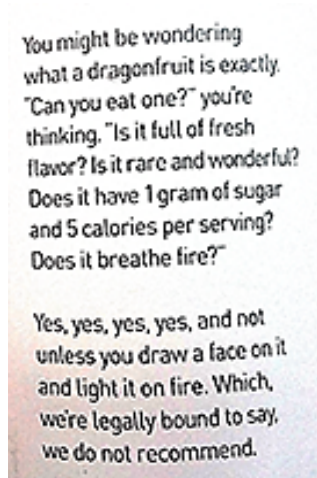 You might be wondering
what a dragonfruit is exactly.
"Can you eat one?" you're
thinking, "Is it full of fresh
flavor? Is it rare and wonderful?
Does it have 1 gram of sugar
and 5 calories per serving?
Does it breathe fire?"
Yes, yes, yes, yes, and not
unless you draw a face on it
and light it on fire. Which,
we're legally bound to say,
we do not recommend.